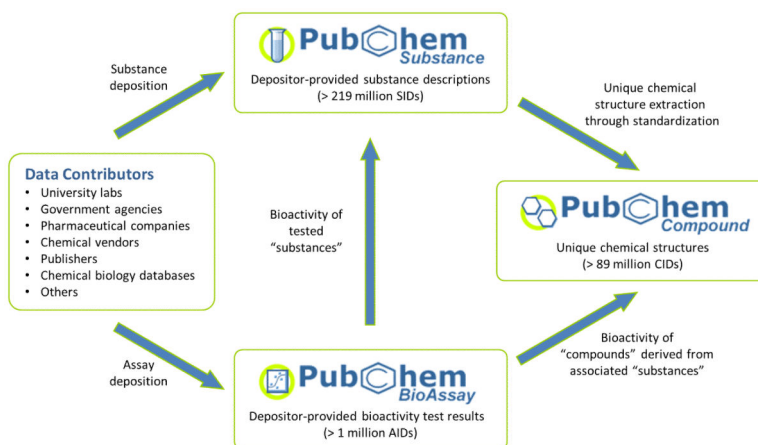 PubChem
Substance
Depositor-provided substance descriptions
(> 219 million SIDs)
Substance
deposition
Unique chemical
structure extraction
through standardization
Data Contributors
• University labs
• Government agencies
• Pharmaceutical companies
• Chemical vendors
• Publishers
• Chemical biology databases
• Others
Bioactivity of
tested
“substances”
PubChem
Compound
Unique chemical structures
(> 89 million CIDs)
Assay
deposition
Bioactivity of
“compounds” derived from
associated “substances”
PubChem
BioAssay
Depositor-provided bioactivity test results
(> 1 million AIDs)